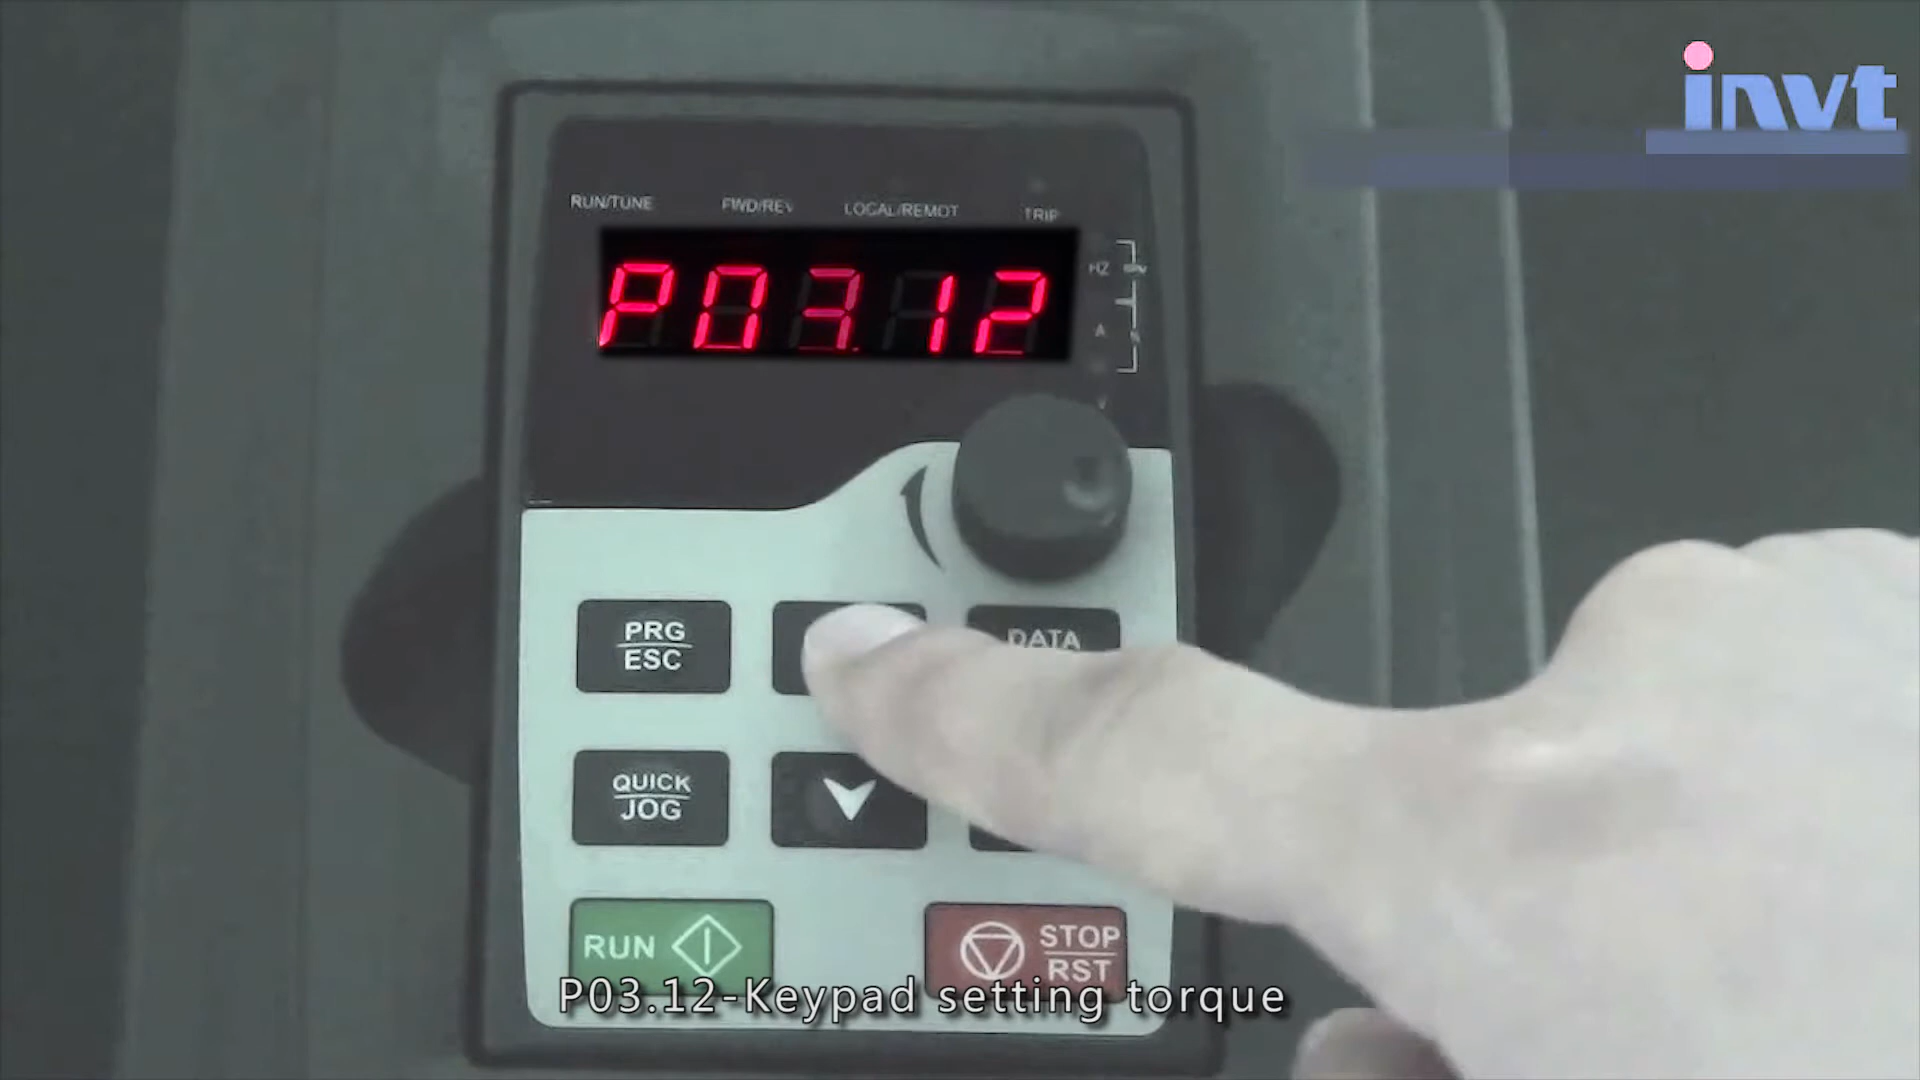 invt
RUN/TUNE FWD/REV LOCAL/REMOT TRIP
P03.12
HZ
A
V
PRG
ESC
DATA
QUICK
JOG
RUN
STOP
RST
P03.12-Keypad setting torque